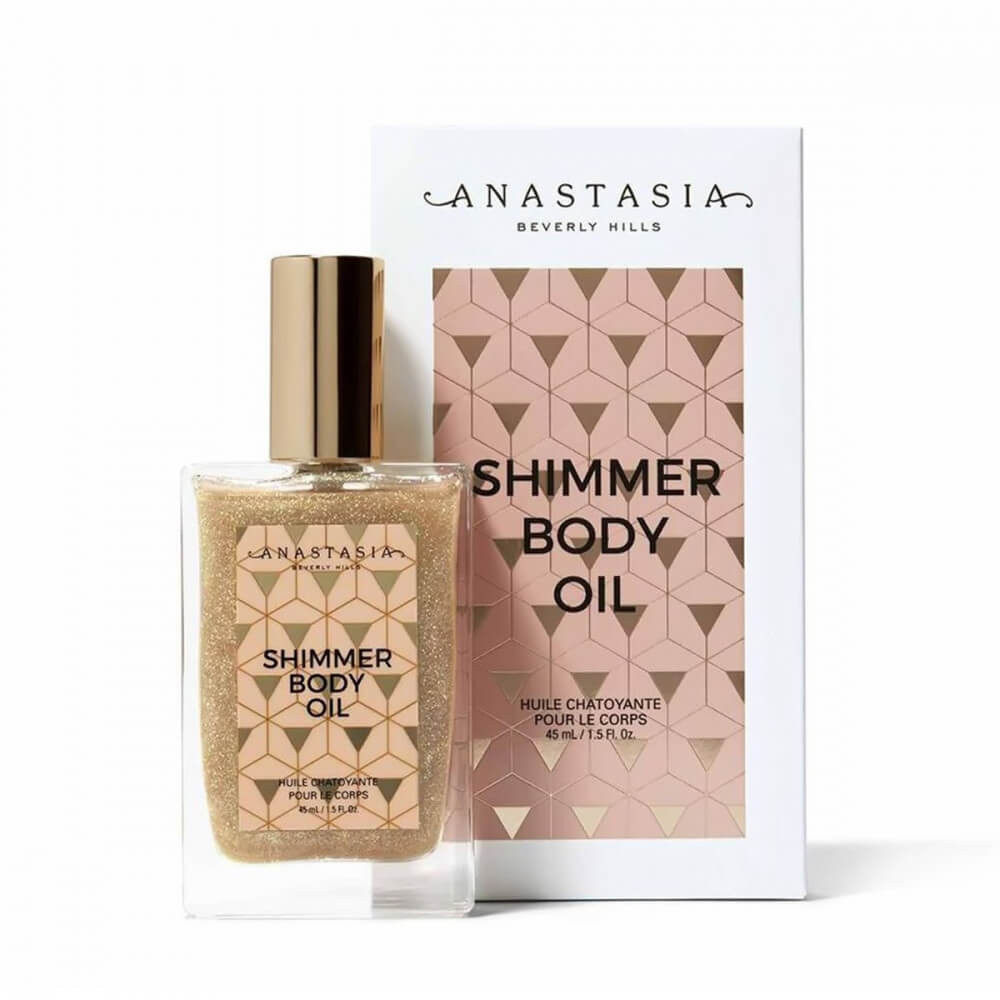 ANASTASIA
BEVERLY HILLS
SHIMMER
BODY
OIL
HUILE CHATOYANTE
POUR LE CORPS
45 mL / 1.5 Fl. Oz.
ANASTASIA
BEVERLY HILLS
SHIMMER
BODY
OIL
HUILE CHATOYANTE
POUR LE CORPS
45 mL / 1.5 Fl. Oz.